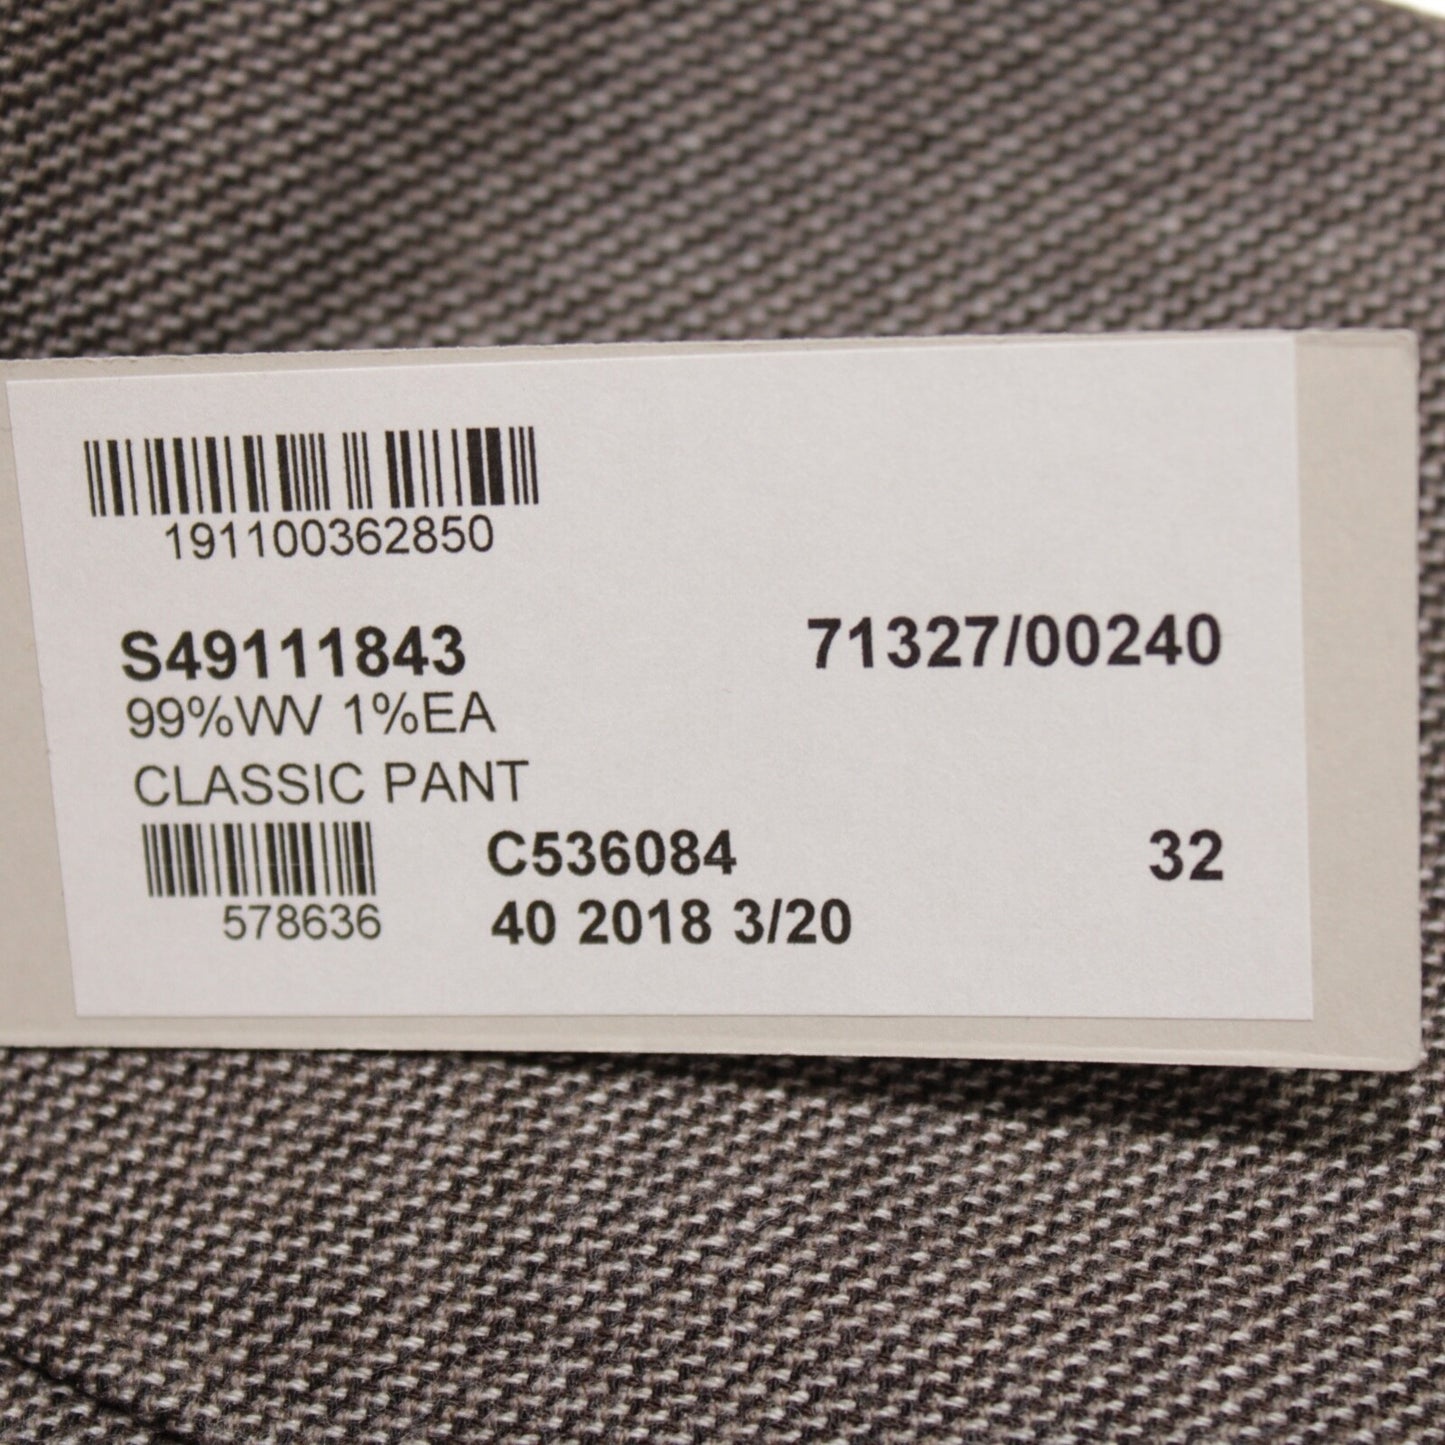 191100362850
S49111843 71327/00240
99%WV 1%EA
CLASSIC PANT
C536084 32
578636 40 2018 3/20